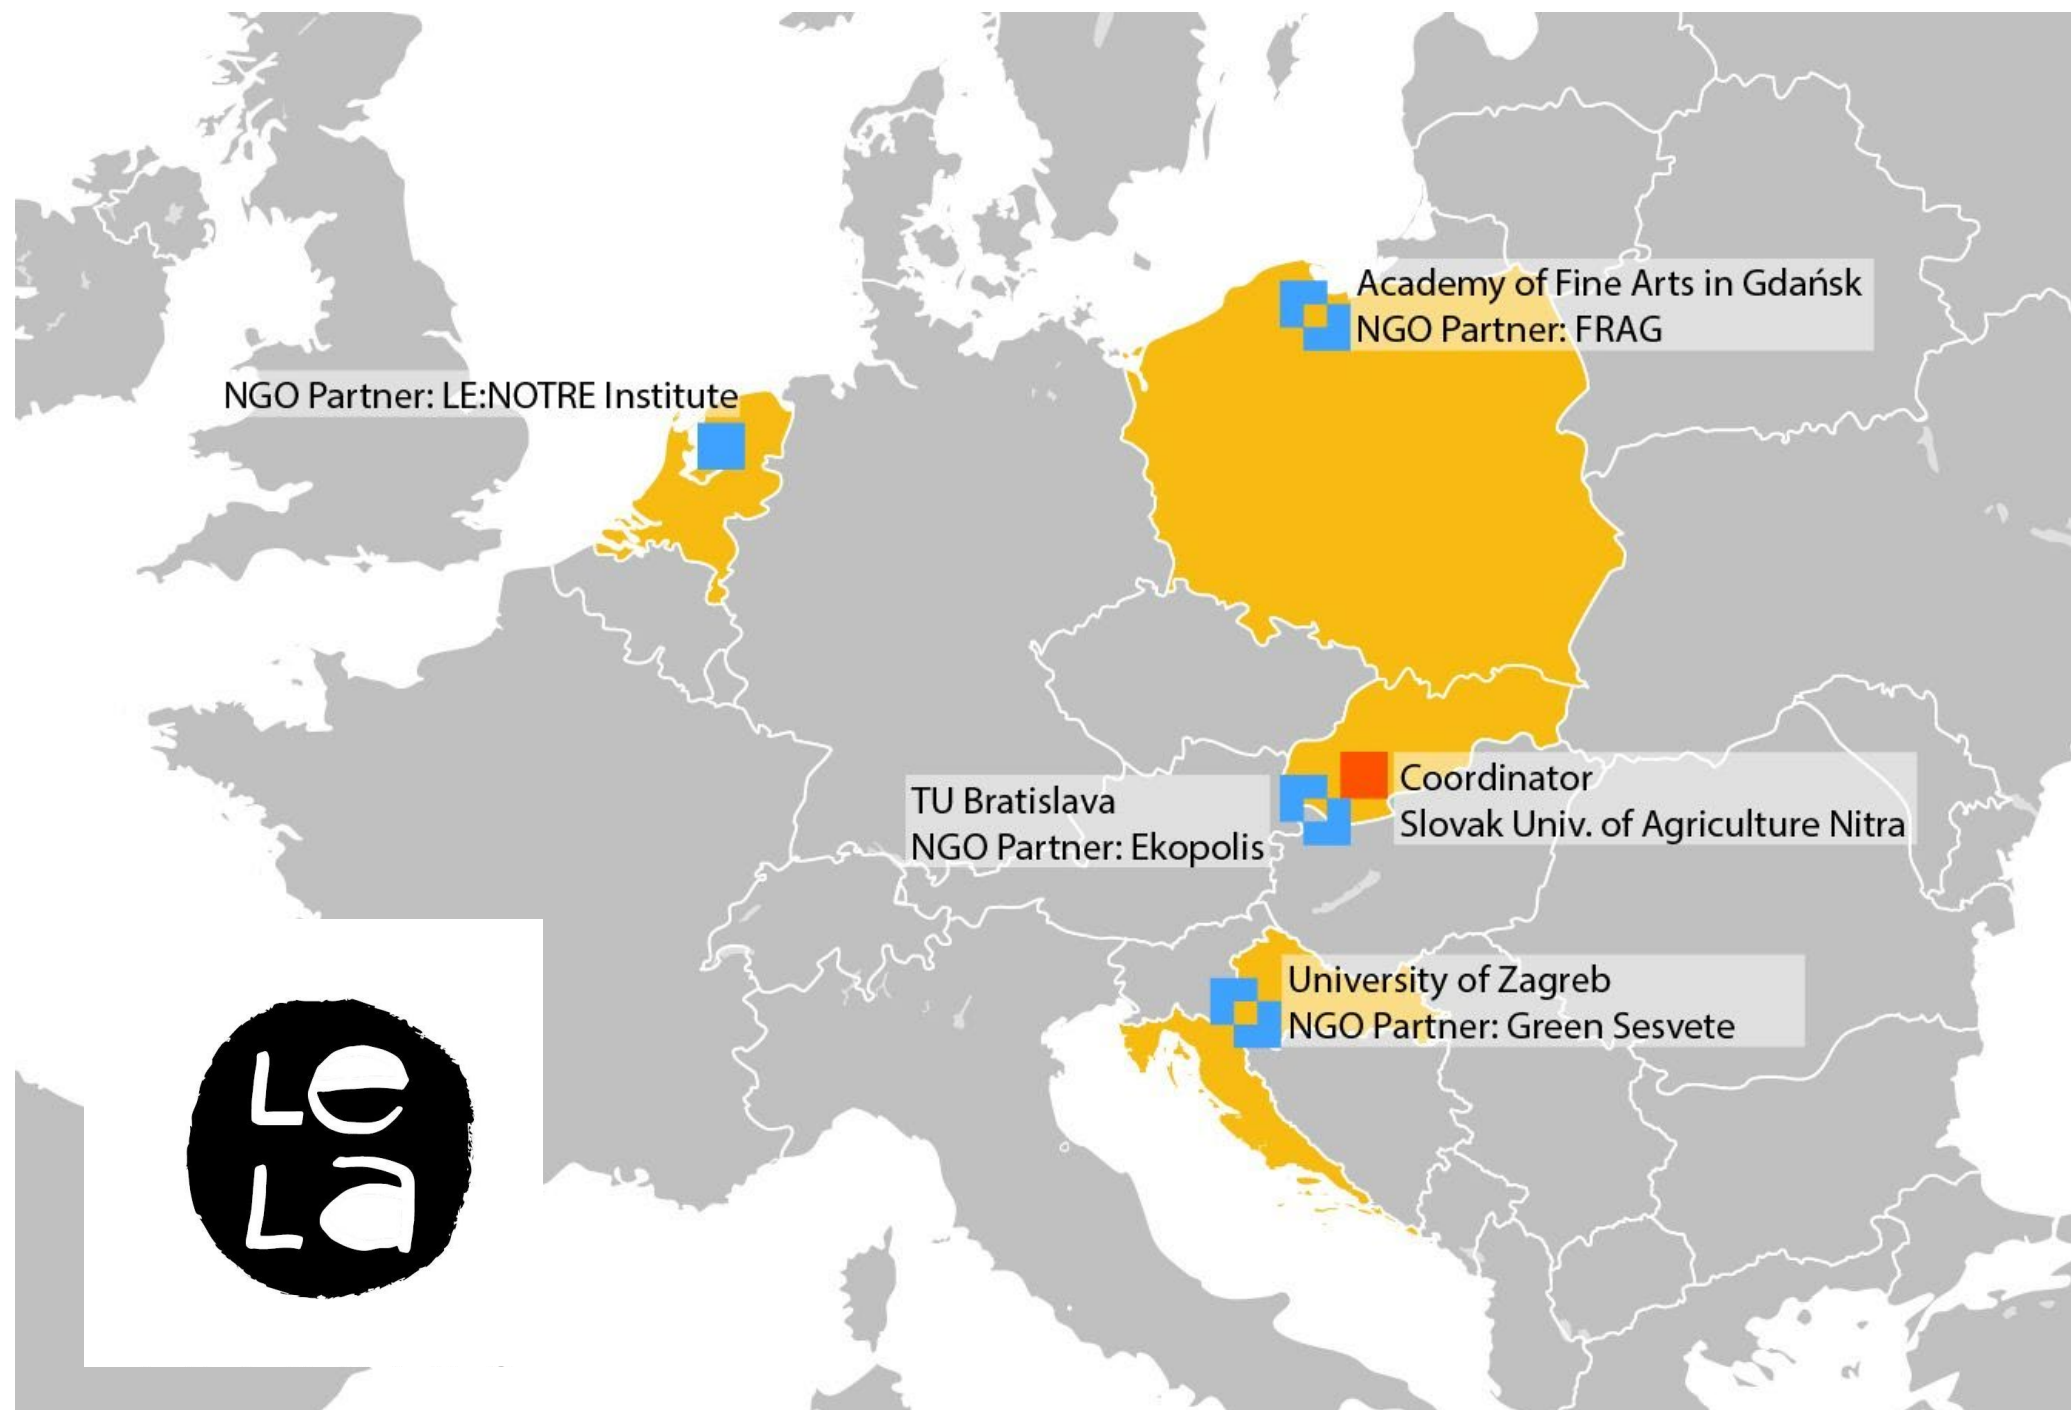 Academy of Fine Arts in Gdańsk
NGO Partner: FRAG
NGO Partner: LE:NOTRE Institute
Coordinator
Slovak Univ. of Agriculture Nitra
TU Bratislava
NGO Partner: Ekopolis
University of Zagreb
NGO Partner: Green Sesvete
Le
La